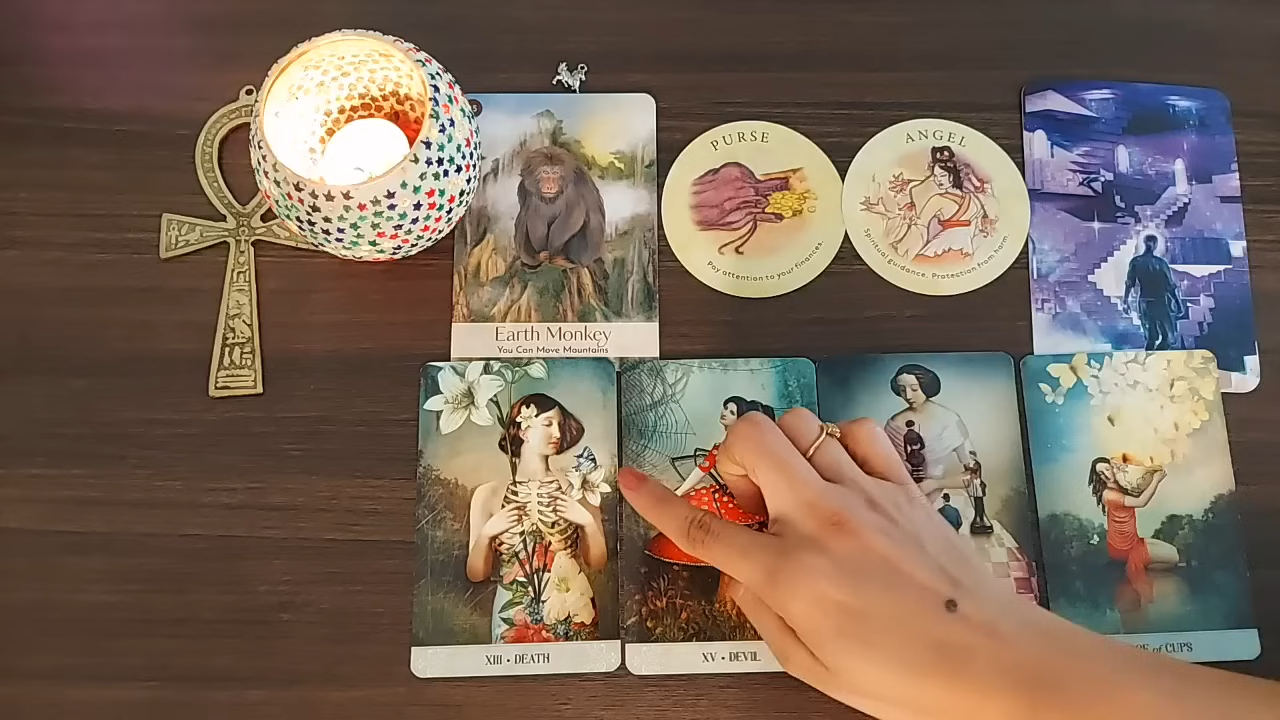 PURSE
Pay attention to your finances.
ANGEL
Spiritual guidance. Protection from harm.
Earth Monkey
You Can Move Mountains
XIII • DEATH
XV • DEVIL
of CUPS